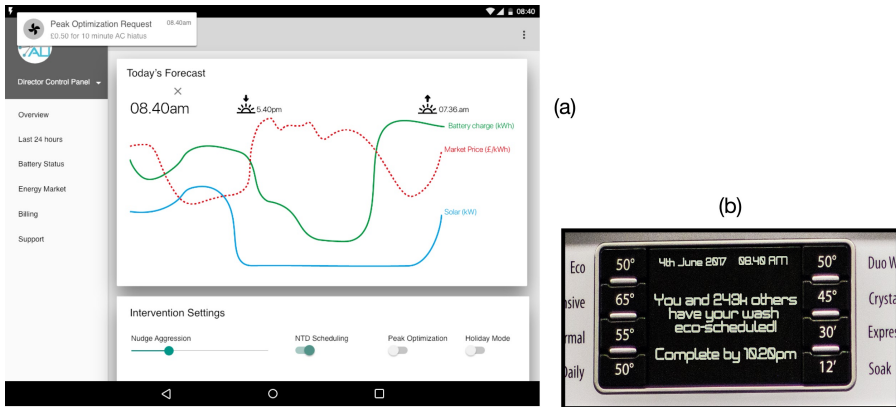 08:40
Peak Optimization Request 08.40am
£0.50 for 10 minute AC hiatus
Director Control Panel
Overview
Last 24 hours
Battery Status
Energy Market
Billing
Support
Today's Forecast
08.40am
5.40pm
07.36.am
Battery charge (kWh)
Market Price (£/kWh)
Solar (kW)
Intervention Settings
Nudge Aggression
NTD Scheduling
Peak Optimization
Holiday Mode
(a)
(b)
Eco 50°
65°
55°
Daily 50°
4th June 2017 08.40 AM
You and 243k others
have your wash
eco-scheduled!
Complete by 10.20pm
50° Duo W
45° Crysta
30' Expres
12' Soak